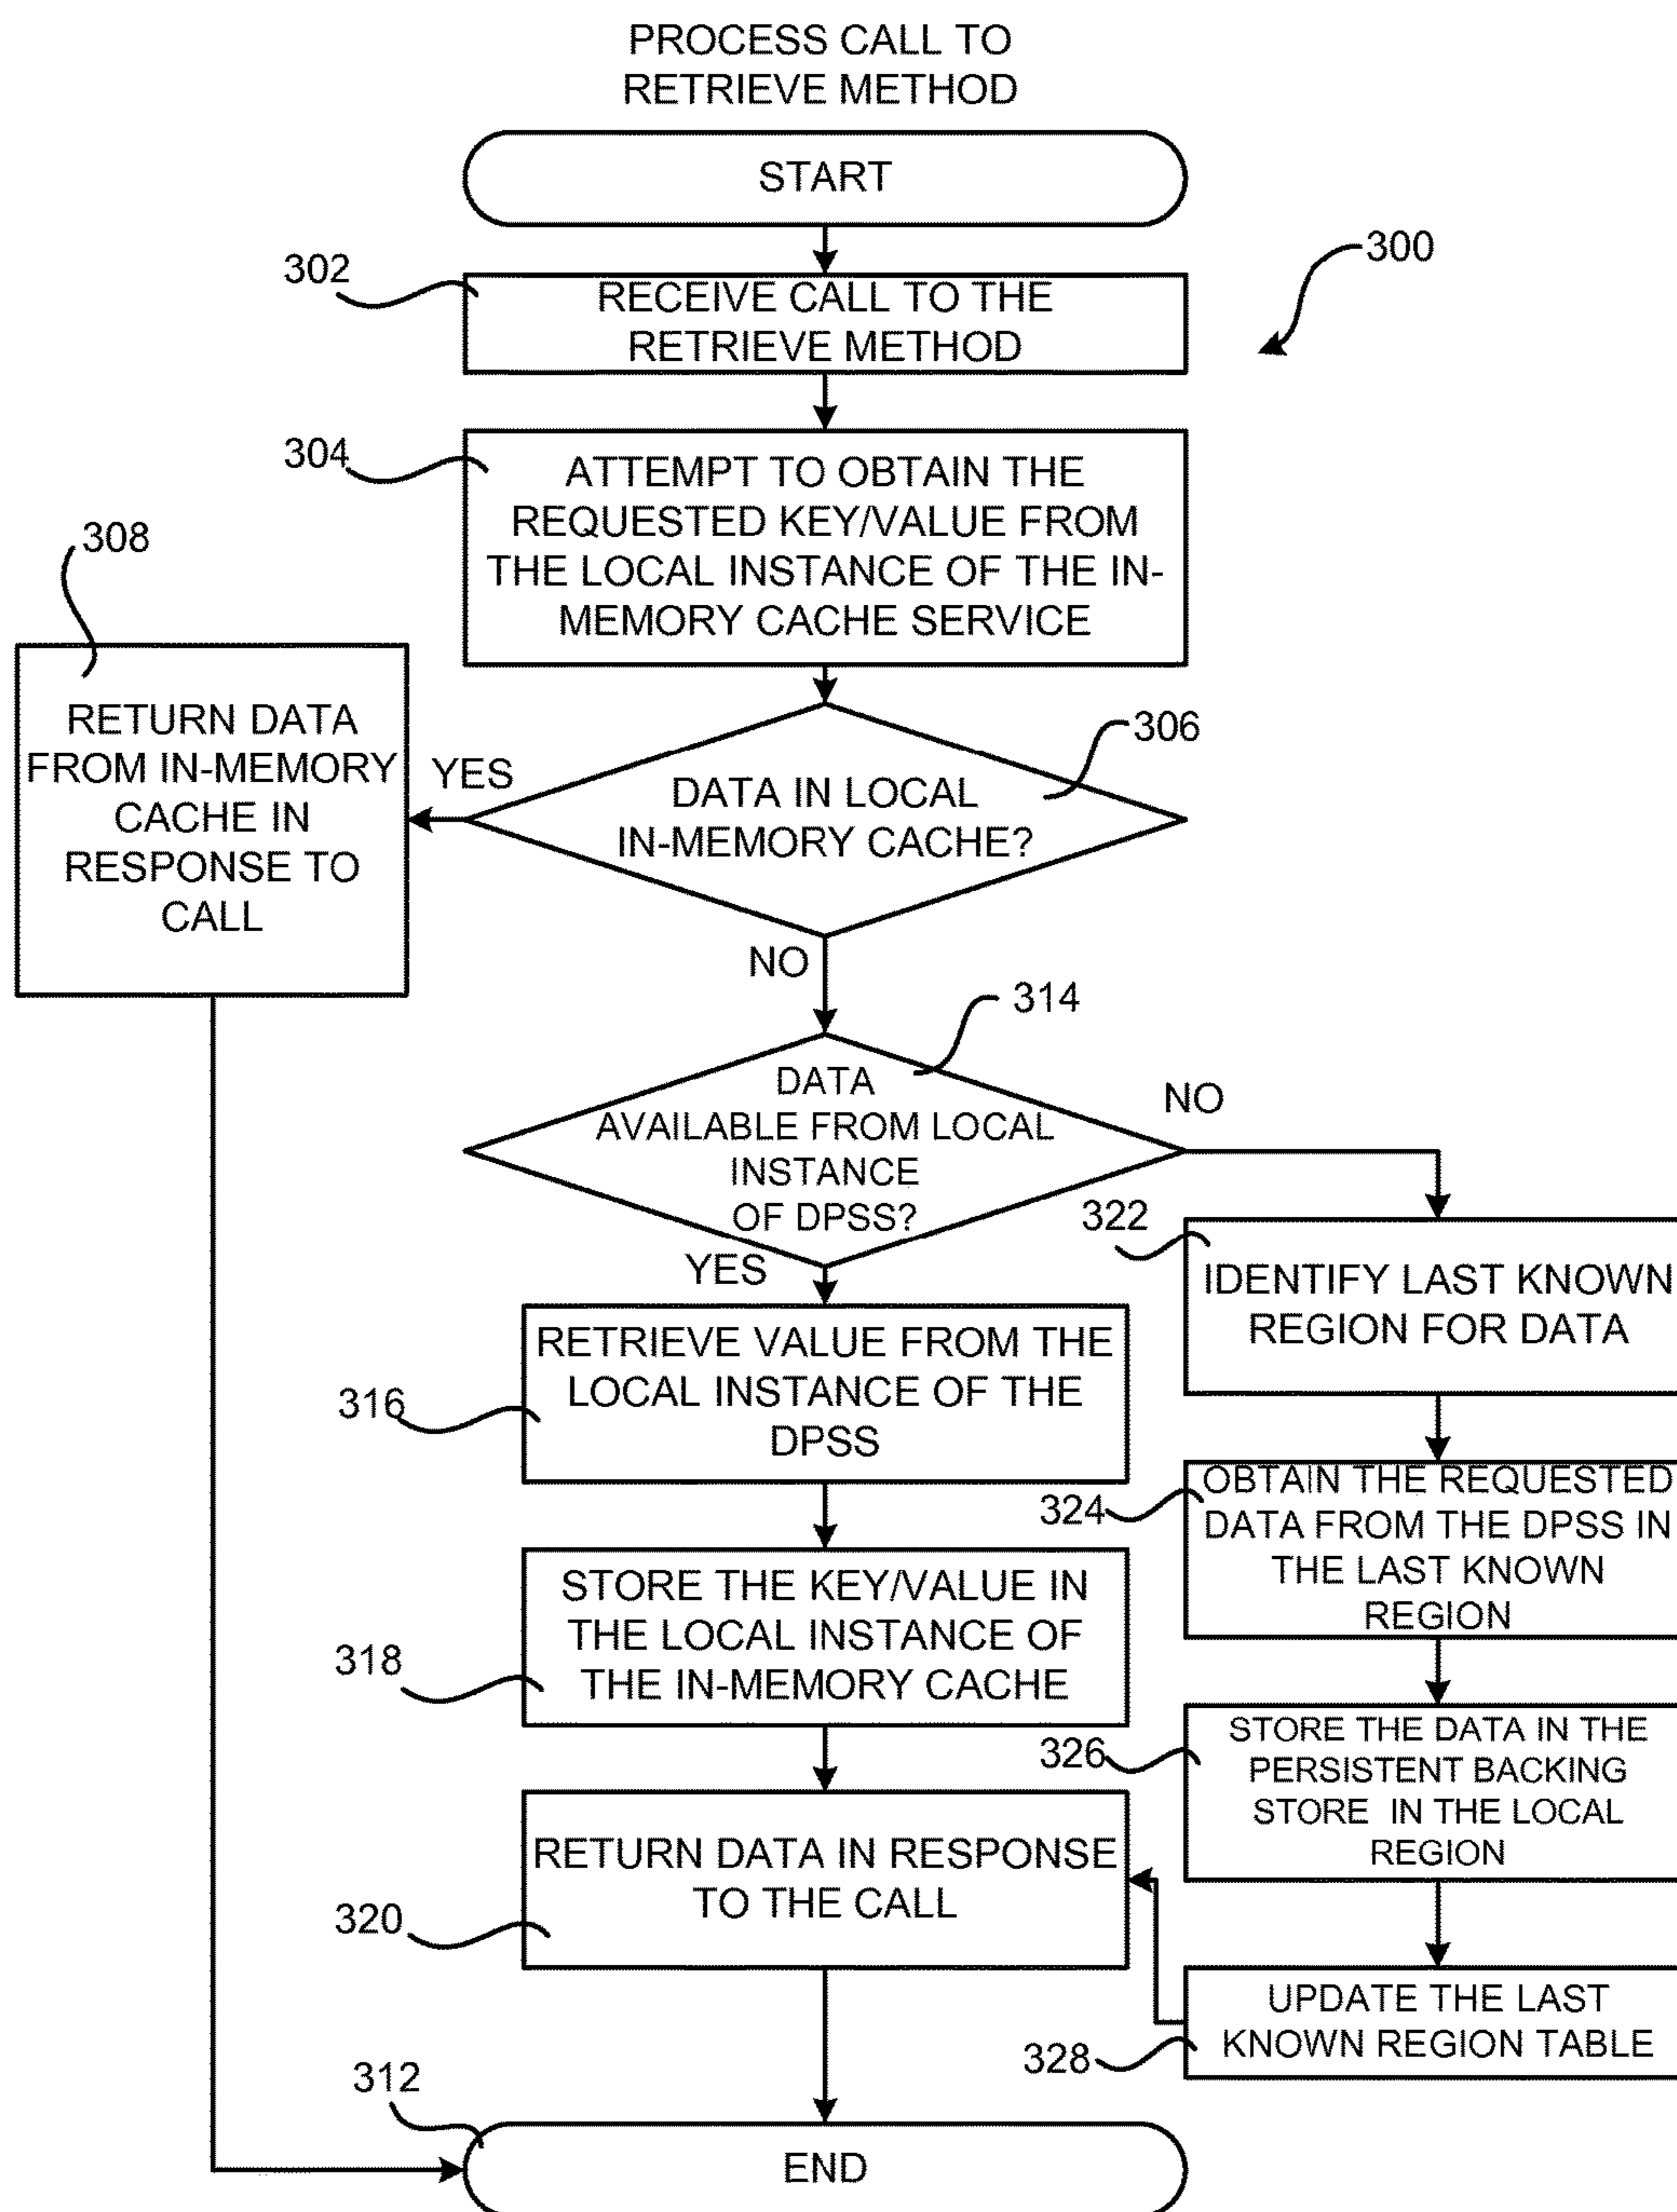 PROCESS CALL TO
RETRIEVE METHOD
START
300
302
RECEIVE CALL TO THE
RETRIEVE METHOD
304
ATTEMPT TO OBTAIN THE
REQUESTED KEY/VALUE FROM
THE LOCAL INSTANCE OF THE IN-
MEMORY CACHE SERVICE
308
RETURN DATA
FROM IN-MEMORY
CACHE IN
RESPONSE TO
CALL
YES
306
DATA IN LOCAL
IN-MEMORY CACHE?
NO
314
DATA
AVAILABLE FROM LOCAL
INSTANCE
OF DPSS?
NO
YES
322
IDENTIFY LAST KNOWN
REGION FOR DATA
316
RETRIEVE VALUE FROM THE
LOCAL INSTANCE OF THE
DPSS
324
OBTAIN THE REQUESTED
DATA FROM THE DPSS IN
THE LAST KNOWN
REGION
318
STORE THE KEY/VALUE IN
THE LOCAL INSTANCE OF
THE IN-MEMORY CACHE
326
STORE THE DATA IN THE
PERSISTENT BACKING
STORE IN THE LOCAL
REGION
320
RETURN DATA IN RESPONSE
TO THE CALL
328
UPDATE THE LAST
KNOWN REGION TABLE
312
END